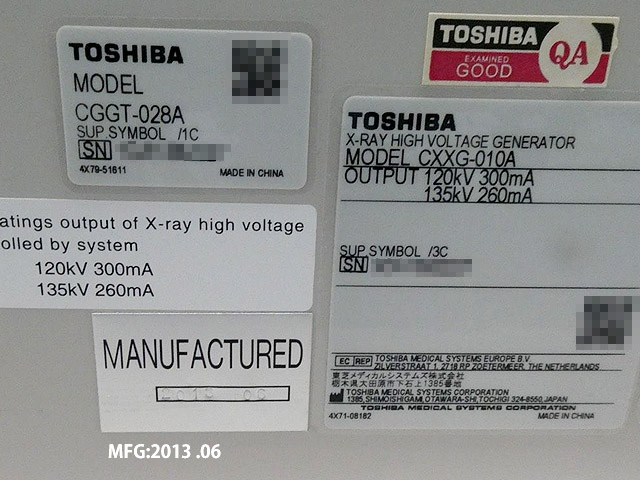 TOSHIBA
MODEL
CGGT-028A
SUP. SYMBOL /1C
SN
4X79-51611 MADE IN CHINA
TOSHIBA
EXAMINED
GOOD
QA
TOSHIBA
X-RAY HIGH VOLTAGE GENERATOR
MODEL CXXG-010A
OUTPUT 120kV 300mA
135kV 260mA
SUP. SYMBOL /3C
SN
EC REP TOSHIBA MEDICAL SYSTEMS EUROPE B.V.
ZILVERSTRAAT 1, 2718 RP ZOETERMEER, THE NETHERLANDS
東芝メディカルシステムズ株式会社
栃木県大田原市下石上1385番地
TOSHIBA MEDICAL SYSTEMS CORPORATION
1385,SHIMOISHIGAMI,OTAWARA-SHI,TOCHIGI 324-8550,JAPAN
TOSHIBA MEDICAL SYSTEMS CORPORATION
4X71-08182 MADE IN CHINA
atings output of X-ray high voltage
olled by system
120kV 300mA
135kV 260mA
MANUFACTURED
2013 06
MFG:2013 .06